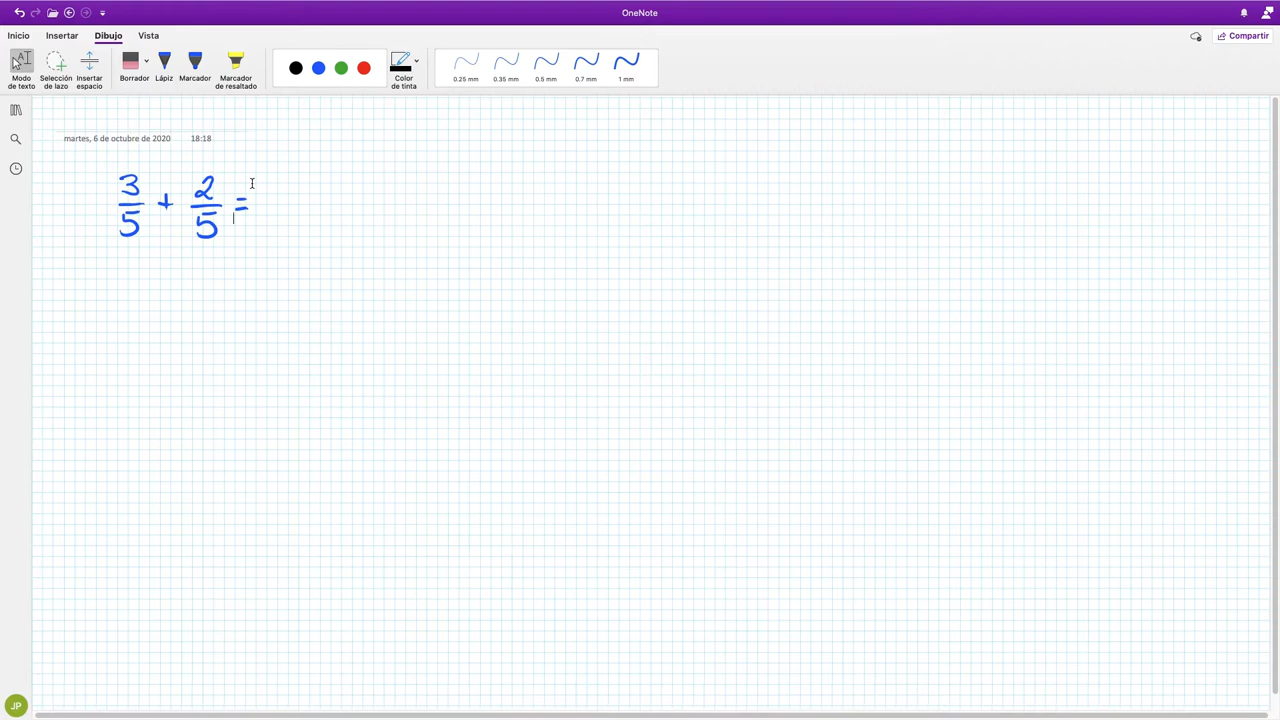 OneNote
Inicio Insertar Dibujo Vista
Compartir
Modo de texto
Selección de lazo
Insertar espacio
Borrador
Lápiz
Marcador
Marcador de resaltado
Color de tinta
0.25 mm 0.35 mm 0.5 mm 0.7 mm 1 mm
martes, 6 de octubre de 2020 18:18
3/5 + 2/5 =
JP